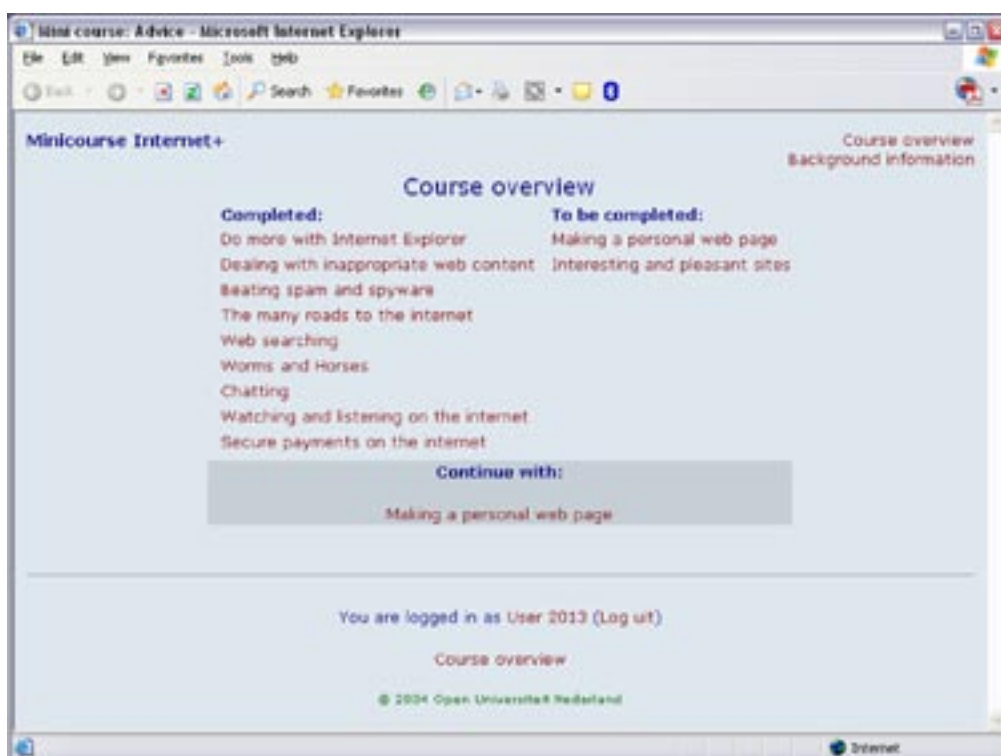 Mini course: Advice - Microsoft Internet Explorer
File Edit View Favorites Tools Help
Back Search Favorites
Minicourse Internet+
Course overview
Background information
Course overview
Completed: To be completed:
Do more with Internet Explorer Making a personal web page
Dealing with inappropriate web content Interesting and pleasant sites
Beating spam and spyware
The many roads to the internet
Web searching
Worms and Horses
Chatting
Watching and listening on the internet
Secure payments on the internet
Continue with:
Making a personal web page
You are logged in as User 2013 (Log uit)
Course overview
© 2004 Open Universiteit Nederland
Internet